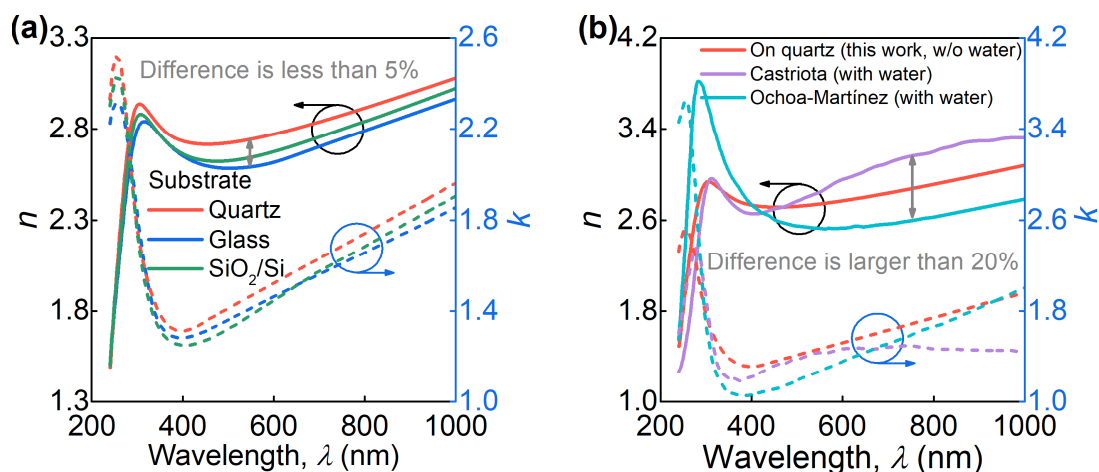 (a)
3.3
2.8
2.3
1.8
1.3
n
Difference is less than 5%
Substrate
Quartz
Glass
SiO2/Si
2.6
2.2
1.8
1.4
1.0
k
200 400 600 800 1000
Wavelength, λ (nm)
(b)
4.2
3.4
2.6
1.8
1.0
n
On quartz (this work, w/o water)
Castriota (with water)
Ochoa-Martínez (with water)
Difference is larger than 20%
4.2
3.4
2.6
1.8
1.0
k
200 400 600 800 1000
Wavelength, λ (nm)